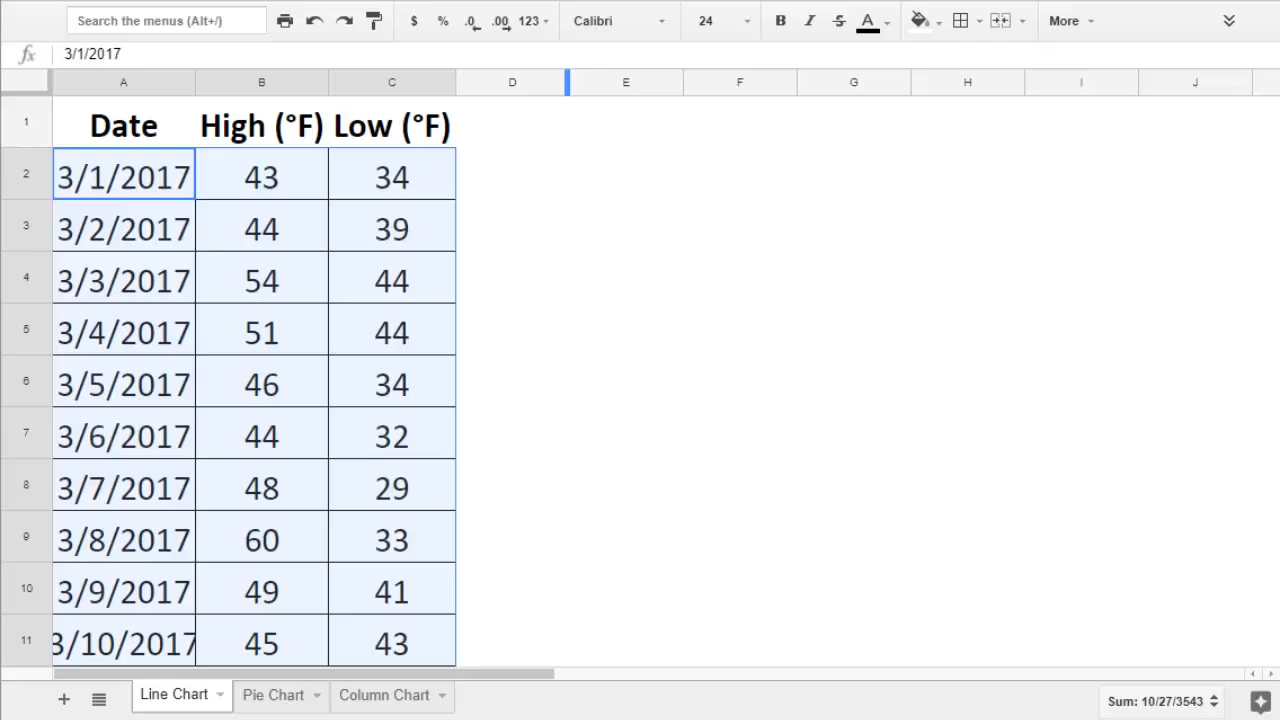 Search the menus (Alt+/) $ % .0 .00 123 Calibri 24 B I S A More
fx 3/1/2017
A B C D E F G H I J
1 Date High (°F) Low (°F)
2 3/1/2017 43 34
3 3/2/2017 44 39
4 3/3/2017 54 44
5 3/4/2017 51 44
6 3/5/2017 46 34
7 3/6/2017 44 32
8 3/7/2017 48 29
9 3/8/2017 60 33
10 3/9/2017 49 41
11 3/10/2017 45 43
+ Line Chart Pie Chart Column Chart Sum: 10/27/3543